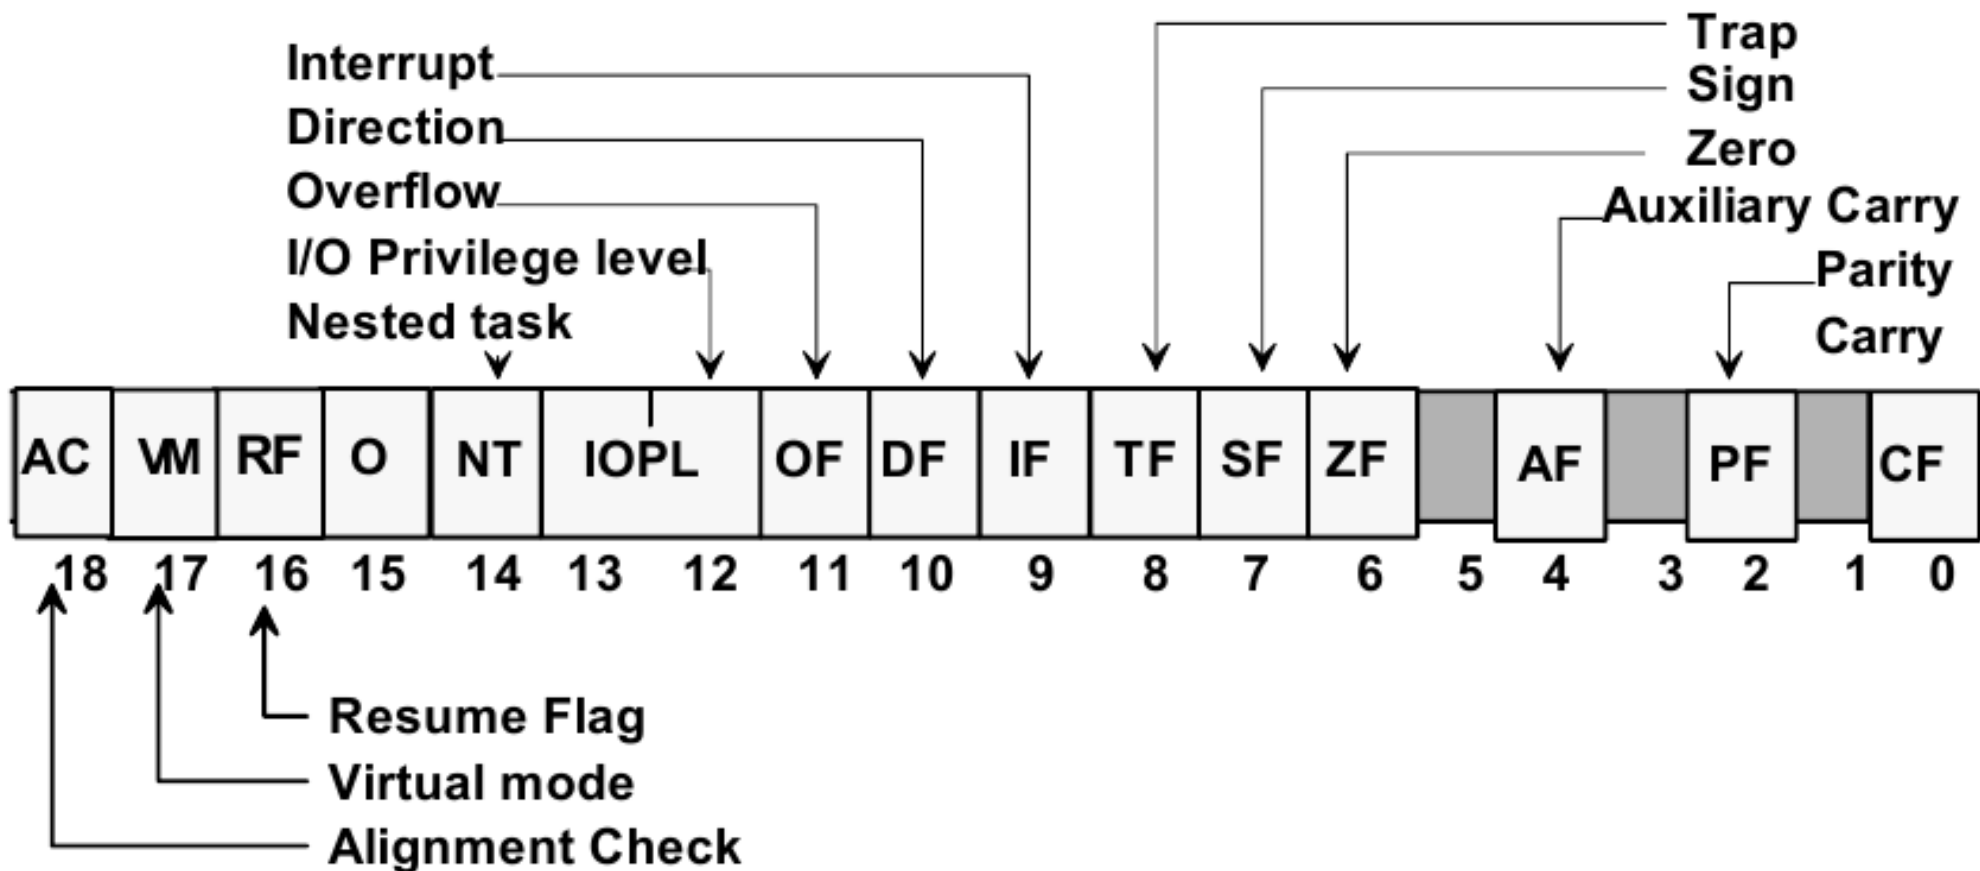 Interrupt
Direction
Overflow
I/O Privilege level
Nested task
Trap
Sign
Zero
Auxiliary Carry
Parity
Carry
AC VM RF O NT IOPL OF DF IF TF SF ZF AF PF CF
18 17 16 15 14 13 12 11 10 9 8 7 6 5 4 3 2 1 0
Resume Flag
Virtual mode
Alignment Check